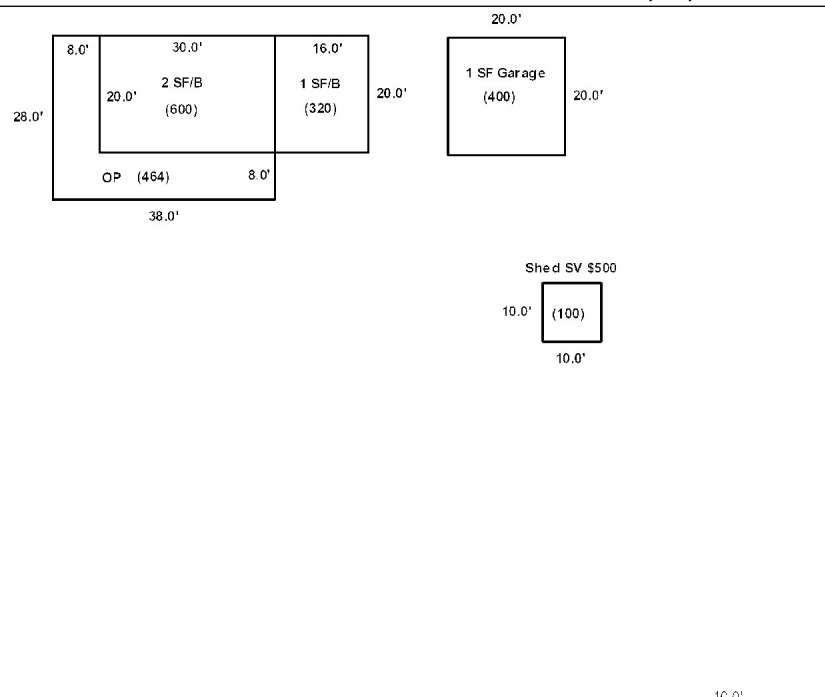 20.0'
8.0' 30.0' 16.0'
2 SF/B
1 SF/B
1 SF Garage
20.0'
(600)
(320)
20.0'
(400)
20.0'
28.0'
OP (464) 8.0'
38.0'
Shed SV $500
10.0' (100)
10.0'
10.0'